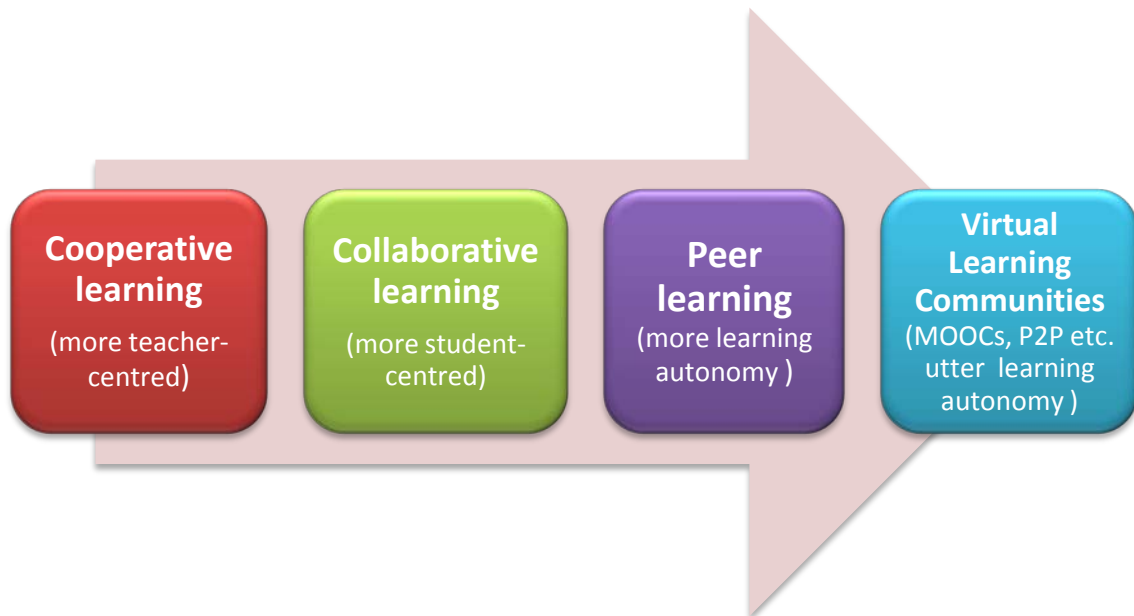 Cooperative
learning
(more teacher-
centred)
Collaborative
learning
(more student-
centred)
Peer
learning
(more learning
autonomy )
Virtual
Learning
Communities
(MOOCs, P2P etc.
utter  learning
autonomy )